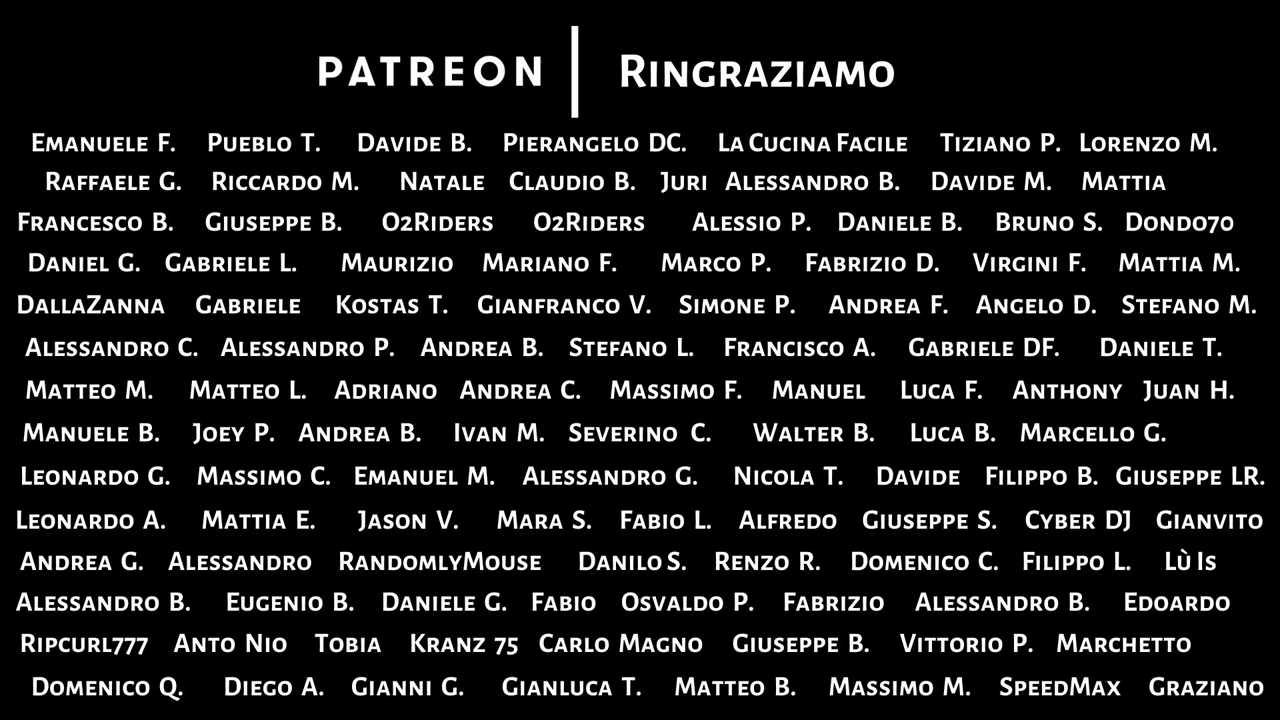 PATREON | Ringraziamo
Emanuele F. Pueblo T. Davide B. Pierangelo DC. La Cucina Facile Tiziano P. Lorenzo M.
Raffaele G. Riccardo M. Natale Claudio B. Juri Alessandro B. Davide M. Mattia
Francesco B. Giuseppe B. O2Riders O2Riders Alessio P. Daniele B. Bruno S. Dondo70
Daniel G. Gabriele L. Maurizio Mariano F. Marco P. Fabrizio D. Virgini F. Mattia M.
DallaZanna Gabriele Kostas T. Gianfranco V. Simone P. Andrea F. Angelo D. Stefano M.
Alessandro C. Alessandro P. Andrea B. Stefano L. Francisco A. Gabriele DF. Daniele T.
Matteo M. Matteo L. Adriano Andrea C. Massimo F. Manuel Luca F. Anthony Juan H.
Manuele B. Joey P. Andrea B. Ivan M. Severino C. Walter B. Luca B. Marcello G.
Leonardo G. Massimo C. Emanuel M. Alessandro G. Nicola T. Davide Filippo B. Giuseppe LR.
Leonardo A. Mattia E. Jason V. Mara S. Fabio L. Alfredo Giuseppe S. Cyber DJ Gianvito
Andrea G. Alessandro RandomlyMouse Danilo S. Renzo R. Domenico C. Filippo L. Lù Is
Alessandro B. Eugenio B. Daniele G. Fabio Osvaldo P. Fabrizio Alessandro B. Edoardo
Ripcurl777 Anto Nio Tobia Kranz 75 Carlo Magno Giuseppe B. Vittorio P. Marchetto
Domenico Q. Diego A. Gianni G. Gianluca T. Matteo B. Massimo M. SpeedMax Graziano